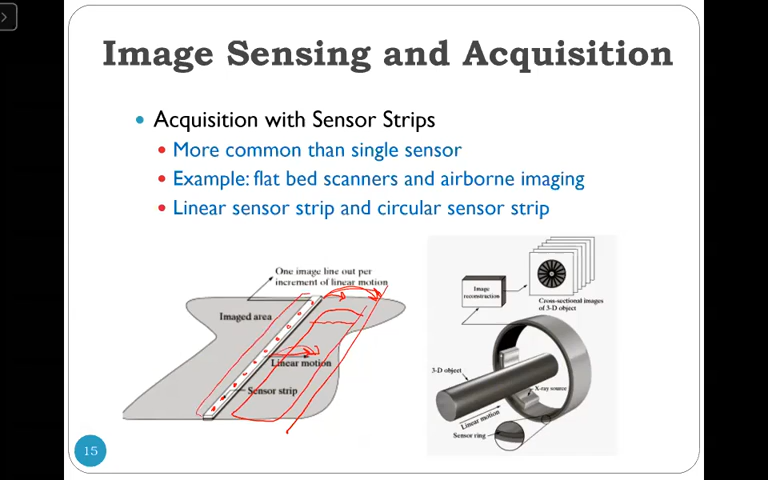 Image Sensing and Acquisition
Acquisition with Sensor Strips
More common than single sensor
Example: flat bed scanners and airborne imaging
Linear sensor strip and circular sensor strip
One image line out per
increment of linear motion
Imaged area
Linear motion
Sensor strip
Image
reconstruction
Cross-sectional images
of 3-D object
3-D object
X-ray source
Linear motion
Sensor ring
15